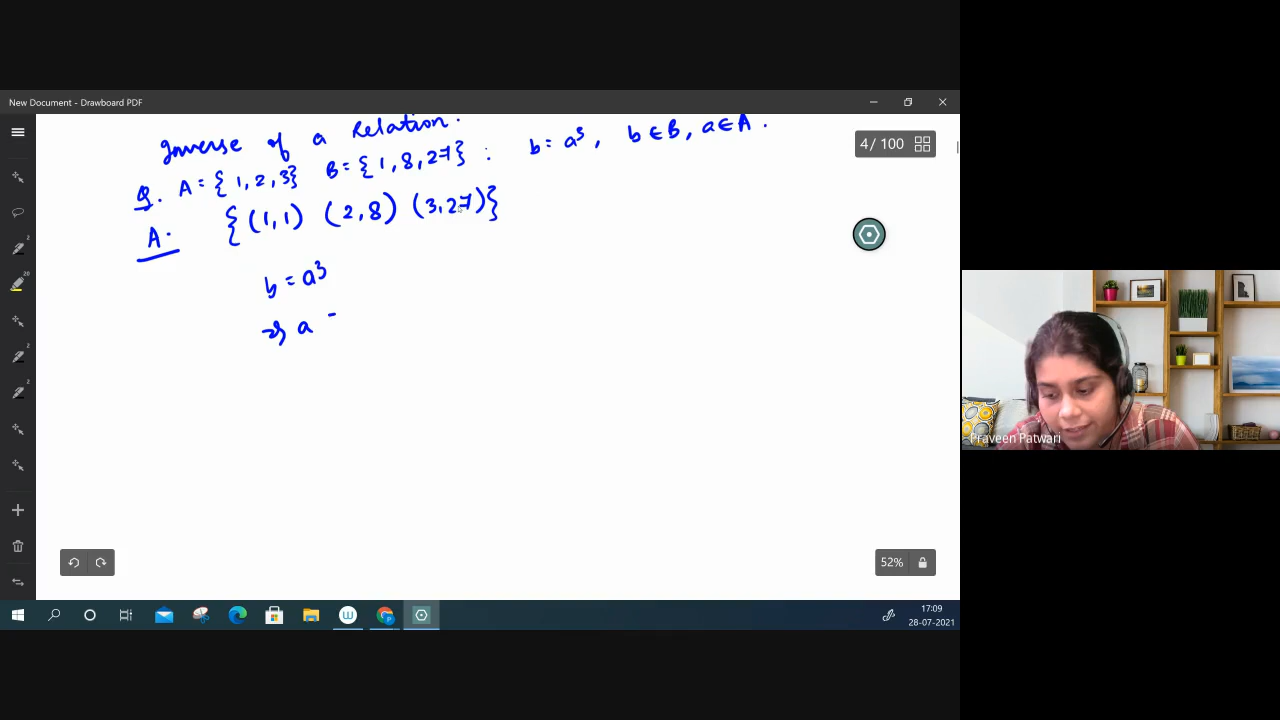 New Document - Drawboard PDF
4 / 100
Inverse of a Relation.
Q. A = { 1, 2, 3} B = { 1, 8, 27} : b = a³, b ∈ B, a ∈ A.
A. { (1, 1) (2, 8) (3, 27)}
b = a³
⇒ a -
Praveen Patwari
52%
17:09
28-07-2021